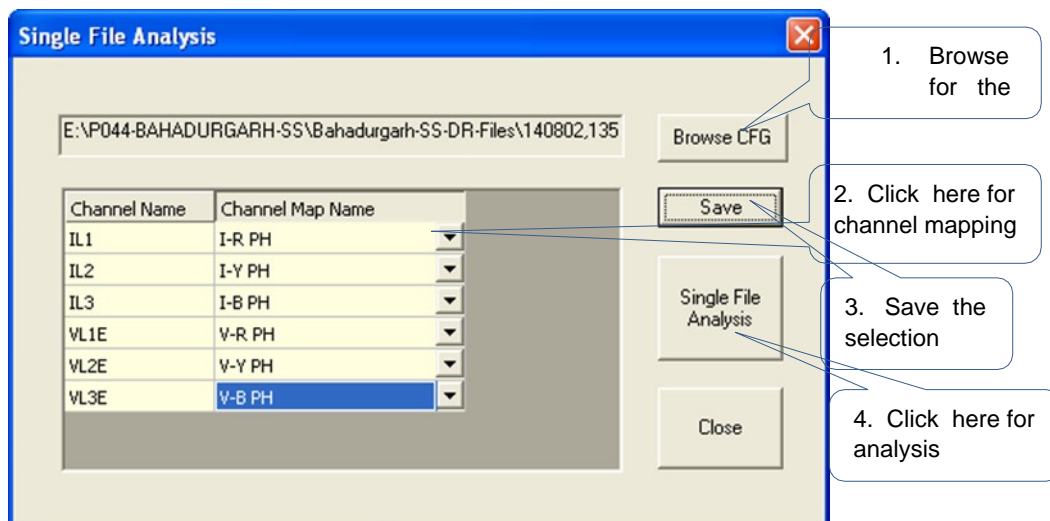 Single File Analysis
1. Browse
for the
E:\P044-BAHADURGARH-SS\Bahadurgarh-SS-DR-Files\140802,135
Browse CFG
Channel Name Channel Map Name
Save
2. Click here for
channel mapping
IL1 I-R PH
IL2 I-Y PH
IL3 I-B PH
VL1E V-R PH
VL2E V-Y PH
VL3E V-B PH
Single File
Analysis
3. Save the
selection
Close
4. Click here for
analysis